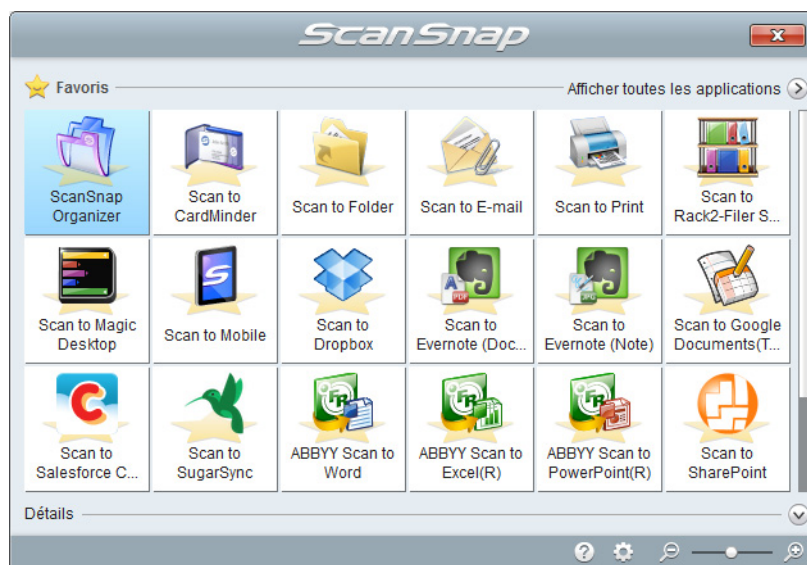 ScanSnap
Favoris
Afficher toutes les applications
ScanSnap
Organizer
Scan to
CardMinder
Scan to Folder
Scan to E-mail
Scan to Print
Scan to
Rack2-Filer S...
Scan to Magic
Desktop
Scan to Mobile
Scan to
Dropbox
Scan to
Evernote (Doc...
Scan to
Evernote (Note)
Scan to Google
Documents(T...
Scan to
Salesforce C...
Scan to
SugarSync
ABBYY Scan to
Word
ABBYY Scan to
Excel(R)
ABBYY Scan to
PowerPoint(R)
Scan to
SharePoint
Détails